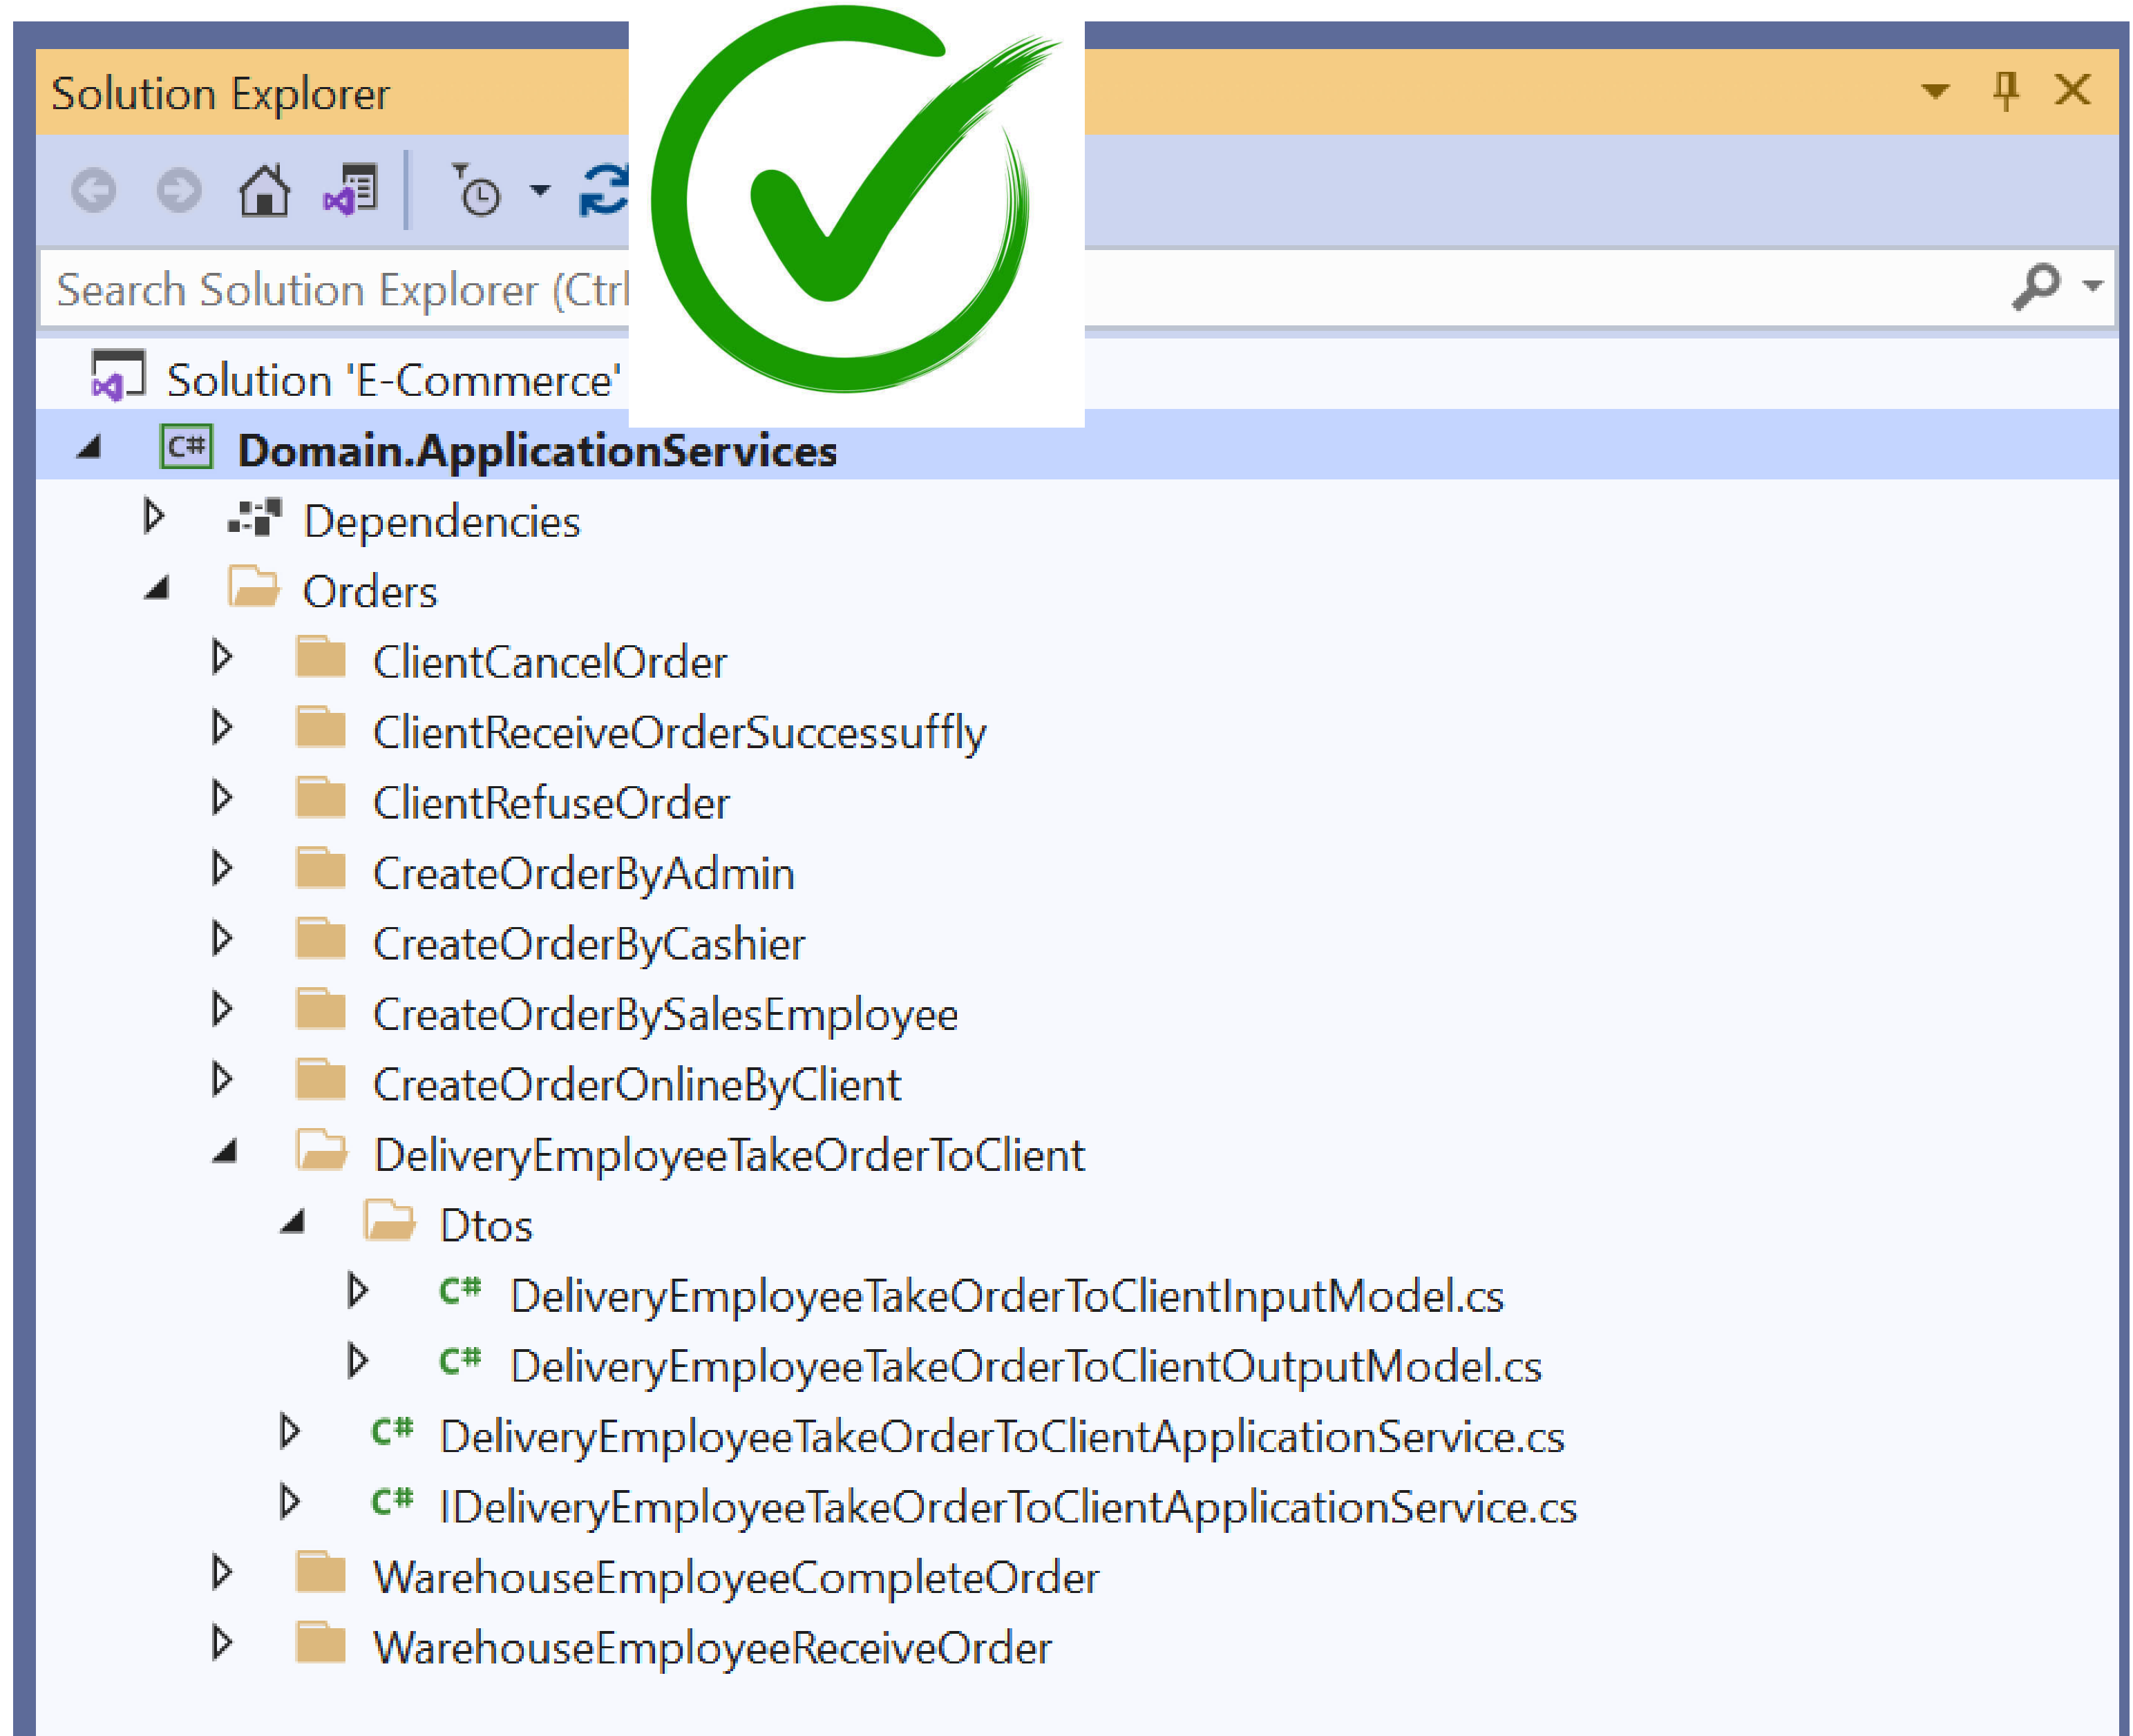 Solution Explorer
Search Solution Explorer (Ctrl
Solution 'E-Commerce'
C# Domain.ApplicationServices
Dependencies
Orders
ClientCancelOrder
ClientReceiveOrderSuccessuffly
ClientRefuseOrder
CreateOrderByAdmin
CreateOrderByCashier
CreateOrderBySalesEmployee
CreateOrderOnlineByClient
DeliveryEmployeeTakeOrderToClient
Dtos
C# DeliveryEmployeeTakeOrderToClientInputModel.cs
C# DeliveryEmployeeTakeOrderToClientOutputModel.cs
C# DeliveryEmployeeTakeOrderToClientApplicationService.cs
C# IDeliveryEmployeeTakeOrderToClientApplicationService.cs
WarehouseEmployeeCompleteOrder
WarehouseEmployeeReceiveOrder